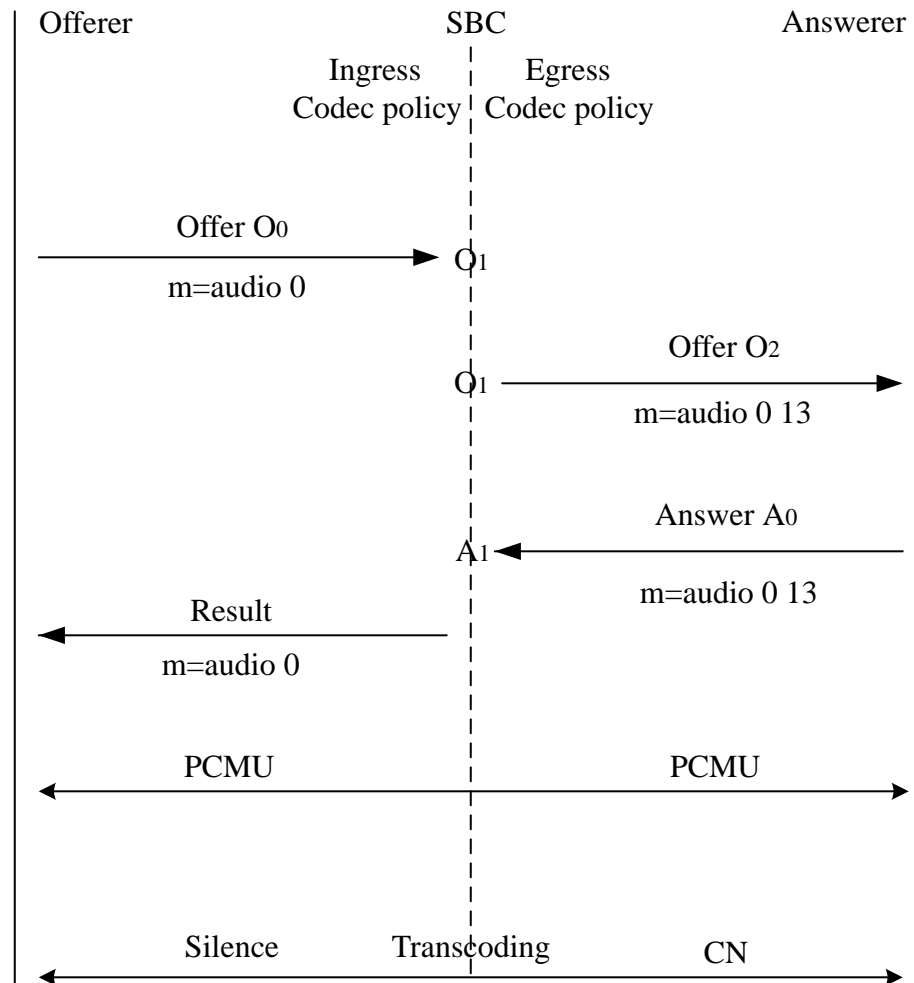 Offerer SBC Answerer
Ingress Egress
Codec policy Codec policy
Offer O0
O1
m=audio 0
Offer O2
O1
m=audio 0 13
Answer A0
A1
m=audio 0 13
Result
m=audio 0
PCMU PCMU
Silence Transcoding CN